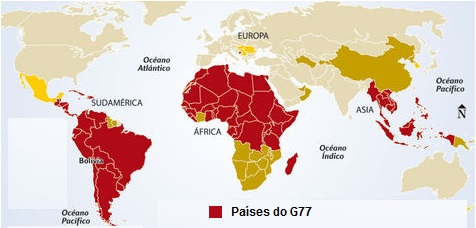 EUROPA
Océano
Atlántico
Océano
Pacífico
SUDAMÉRICA
ASIA
ÁFRICA
Ñ
Océano
Índico
Bolivia
Océano
Pacífico
Países do G77